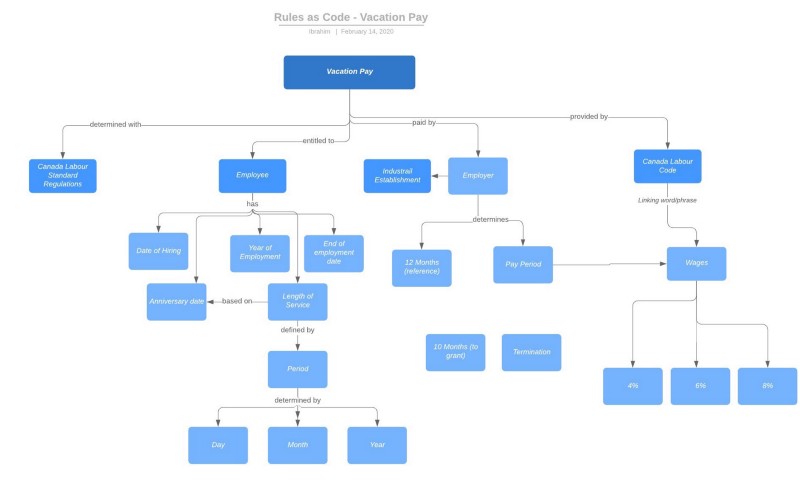 Rules as Code - Vacation Pay
Ibrahim | February 14, 2020
Vacation Pay
determined with
entitled to
paid by
provided by
Canada Labour
Standard
Regulations
Employee
Industrail
Establishment
Employer
Canada Labour
Code
has
determines
Linking word/phrase
Date of Hiring
Year of
Employment
End of
employment
date
12 Months
(reference)
Pay Period
Wages
Anniversary date
based on
Length of
Service
defined by
10 Months (to
grant)
Termination
Period
4%
6%
8%
determined by
Day
Month
Year